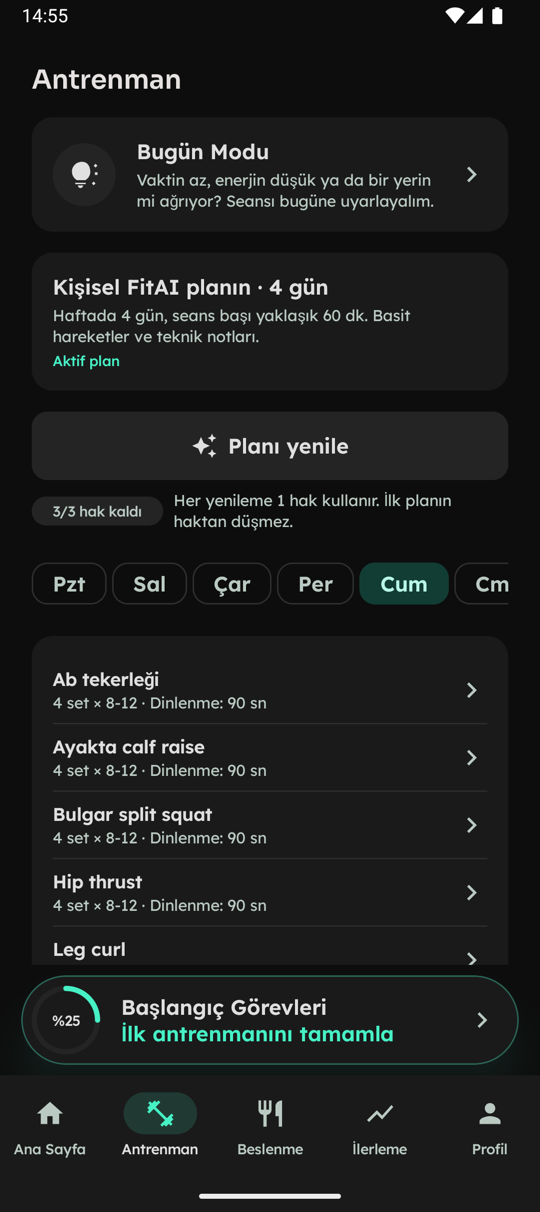 14:55
Antrenman
Bugün Modu
Vaktin az, enerjin düşük ya da bir yerin
mi ağrıyor? Seansı bugüne uyarlayalım.
Kişisel FitAI planın · 4 gün
Haftada 4 gün, seans başı yaklaşık 60 dk. Basit
hareketler ve teknik notları.
Aktif plan
Planı yenile
3/3 hak kaldı
Her yenileme 1 hak kullanır. İlk planın
haktan düşmez.
Pzt Sal Çar Per Cum Cm
Ab tekerleği
4 set × 8-12 · Dinlenme: 90 sn
Ayakta calf raise
4 set × 8-12 · Dinlenme: 90 sn
Bulgar split squat
4 set × 8-12 · Dinlenme: 90 sn
Hip thrust
4 set × 8-12 · Dinlenme: 90 sn
Leg curl
%25
Başlangıç Görevleri
İlk antrenmanını tamamla
Ana Sayfa Antrenman Beslenme İlerleme Profil